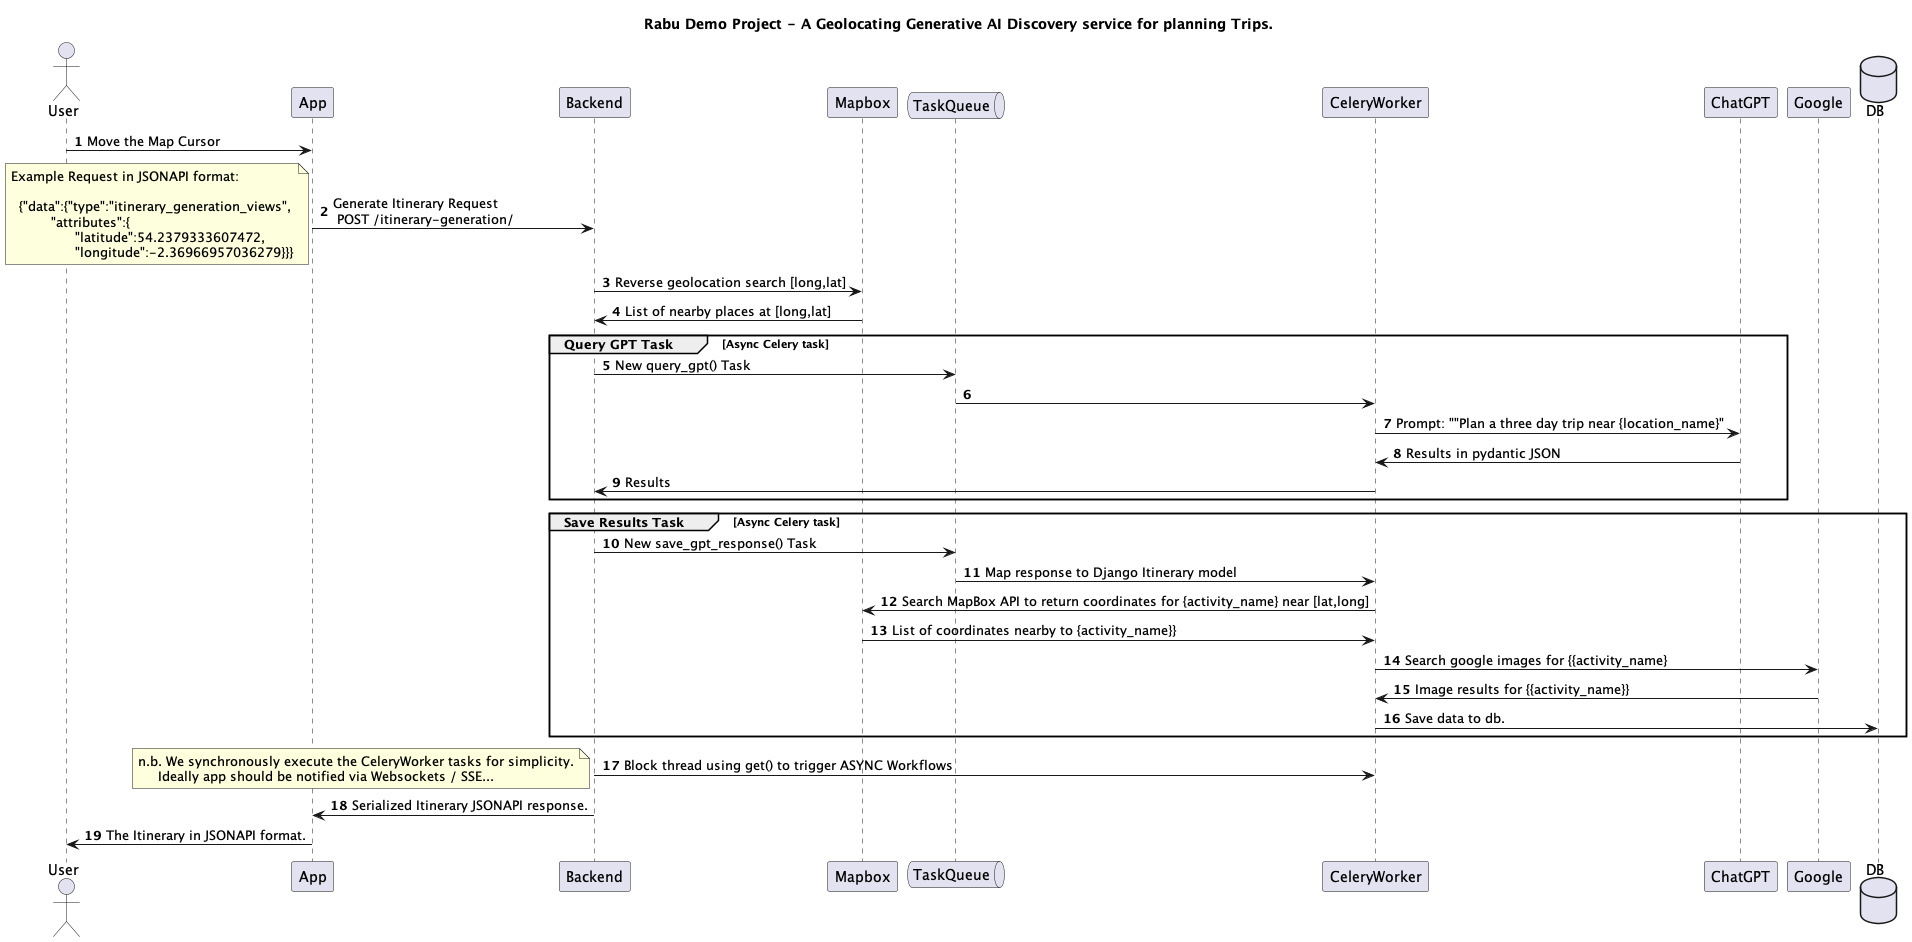 Rabu Demo Project - A Geolocating Generative AI Discovery service for planning Trips.
User
App
Backend
Mapbox
TaskQueue
CeleryWorker
ChatGPT
Google
DB
1 Move the Map Cursor
Example Request in JSONAPI format:
{"data":{"type":"itinerary_generation_views",
"attributes":{
"latitude":54.2379333607472,
"longitude":-2.36966957036279}}}
2 Generate Itinerary Request
POST /itinerary-generation/
3 Reverse geolocation search [long,lat]
4 List of nearby places at [long,lat]
Query GPT Task [Async Celery task]
5 New query_gpt() Task
6
7 Prompt: ""Plan a three day trip near {location_name}"
8 Results in pydantic JSON
9 Results
Save Results Task [Async Celery task]
10 New save_gpt_response() Task
11 Map response to Django Itinerary model
12 Search MapBox API to return coordinates for {activity_name} near [lat,long]
13 List of coordinates nearby to {activity_name}}
14 Search google images for {{activity_name}
15 Image results for {{activity_name}}
16 Save data to db.
n.b. We synchronously execute the CeleryWorker tasks for simplicity.
Ideally app should be notified via Websockets / SSE...
17 Block thread using get() to trigger ASYNC Workflows
18 Serialized Itinerary JSONAPI response.
19 The Itinerary in JSONAPI format.
User
App
Backend
Mapbox
TaskQueue
CeleryWorker
ChatGPT
Google
DB